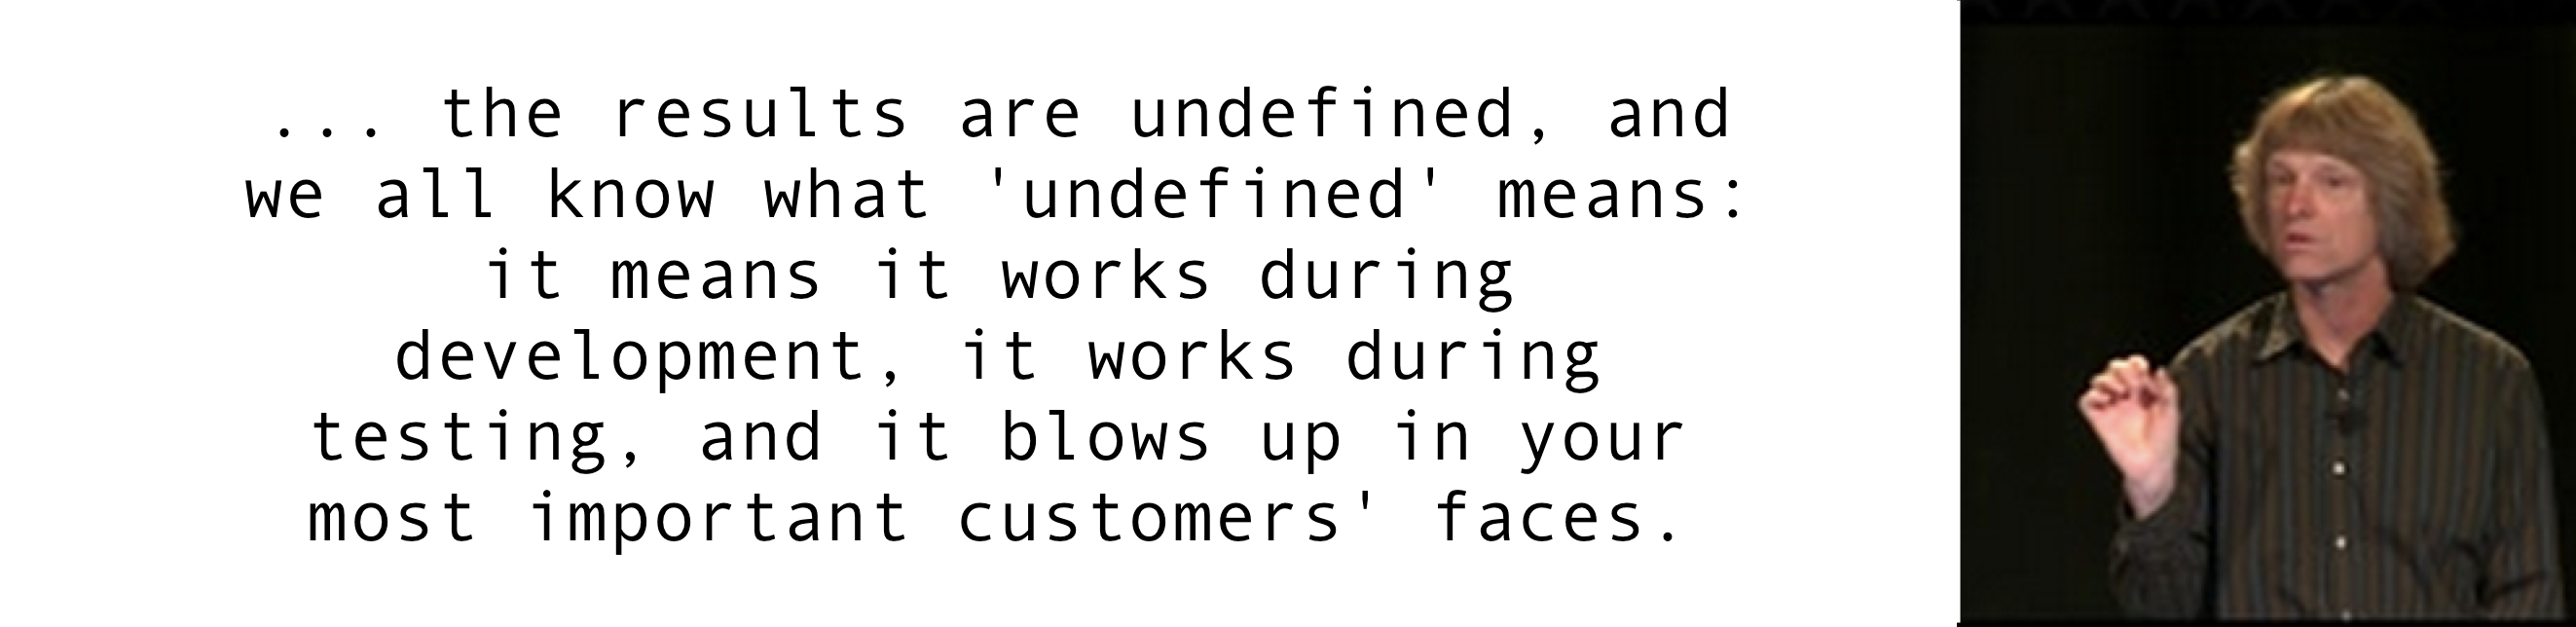 ... the results are undefined, and
we all know what 'undefined' means:
it means it works during
development, it works during
testing, and it blows up in your
most important customers' faces.